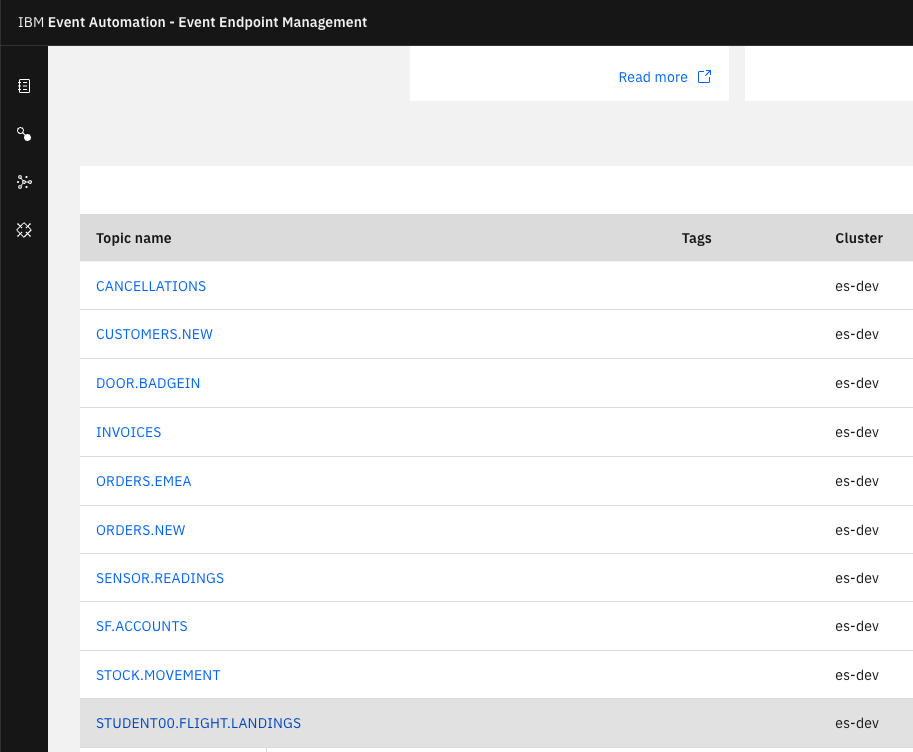 IBM Event Automation - Event Endpoint Management
Read more
Topic name Tags Cluster
CANCELLATIONS es-dev
CUSTOMERS.NEW es-dev
DOOR.BADGEIN es-dev
INVOICES es-dev
ORDERS.EMEA es-dev
ORDERS.NEW es-dev
SENSOR.READINGS es-dev
SF.ACCOUNTS es-dev
STOCK.MOVEMENT es-dev
STUDENT00.FLIGHT.LANDINGS es-dev